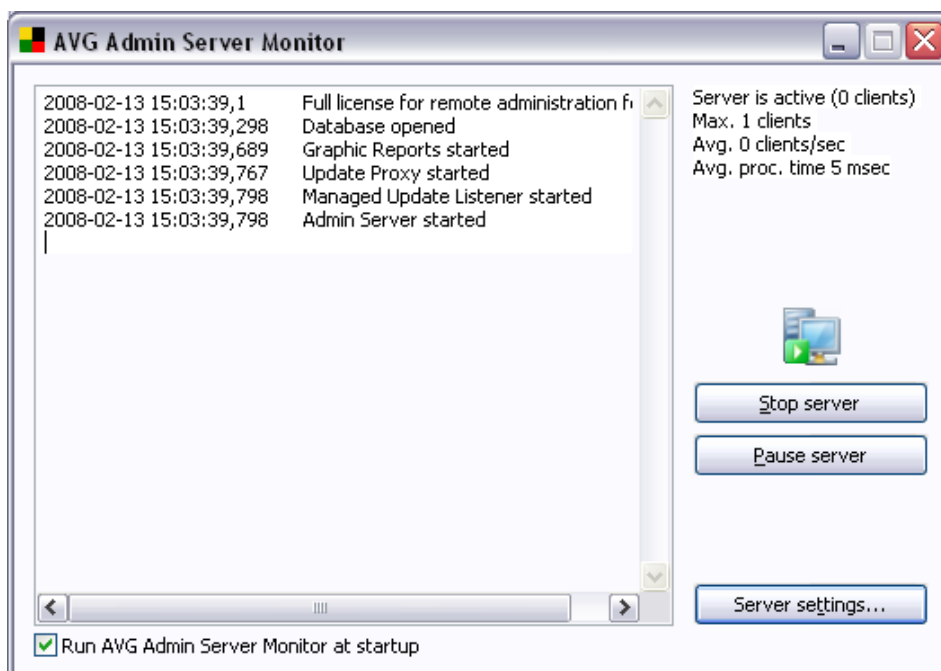 AVG Admin Server Monitor
2008-02-13 15:03:39,1 Full license for remote administration
2008-02-13 15:03:39,298 Database opened
2008-02-13 15:03:39,689 Graphic Reports started
2008-02-13 15:03:39,767 Update Proxy started
2008-02-13 15:03:39,798 Managed Update Listener started
2008-02-13 15:03:39,798 Admin Server started
Server is active (0 clients)
Max. 1 clients
Avg. 0 clients/sec
Avg. proc. time 5 msec
Stop server
Pause server
Server settings...
Run AVG Admin Server Monitor at startup